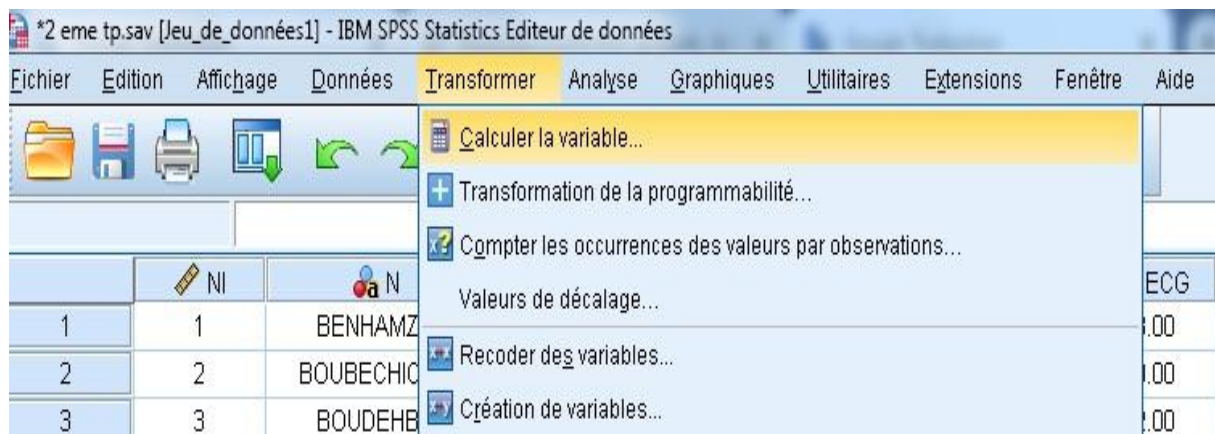 *2 eme tp.sav [Jeu_de_données1] - IBM SPSS Statistics Editeur de données
Fichier Edition Affichage Données Transformer Analyse Graphiques Utilitaires Extensions Fenêtre Aide
Calculer la variable...
Transformation de la programmabilité...
Compter les occurrences des valeurs par observations...
Valeurs de décalage...
Recoder des variables...
Création de variables...
NI N ECG
1 1 BENHAMZ .00
2 2 BOUBECHIC .00
3 3 BOUDEHB .00